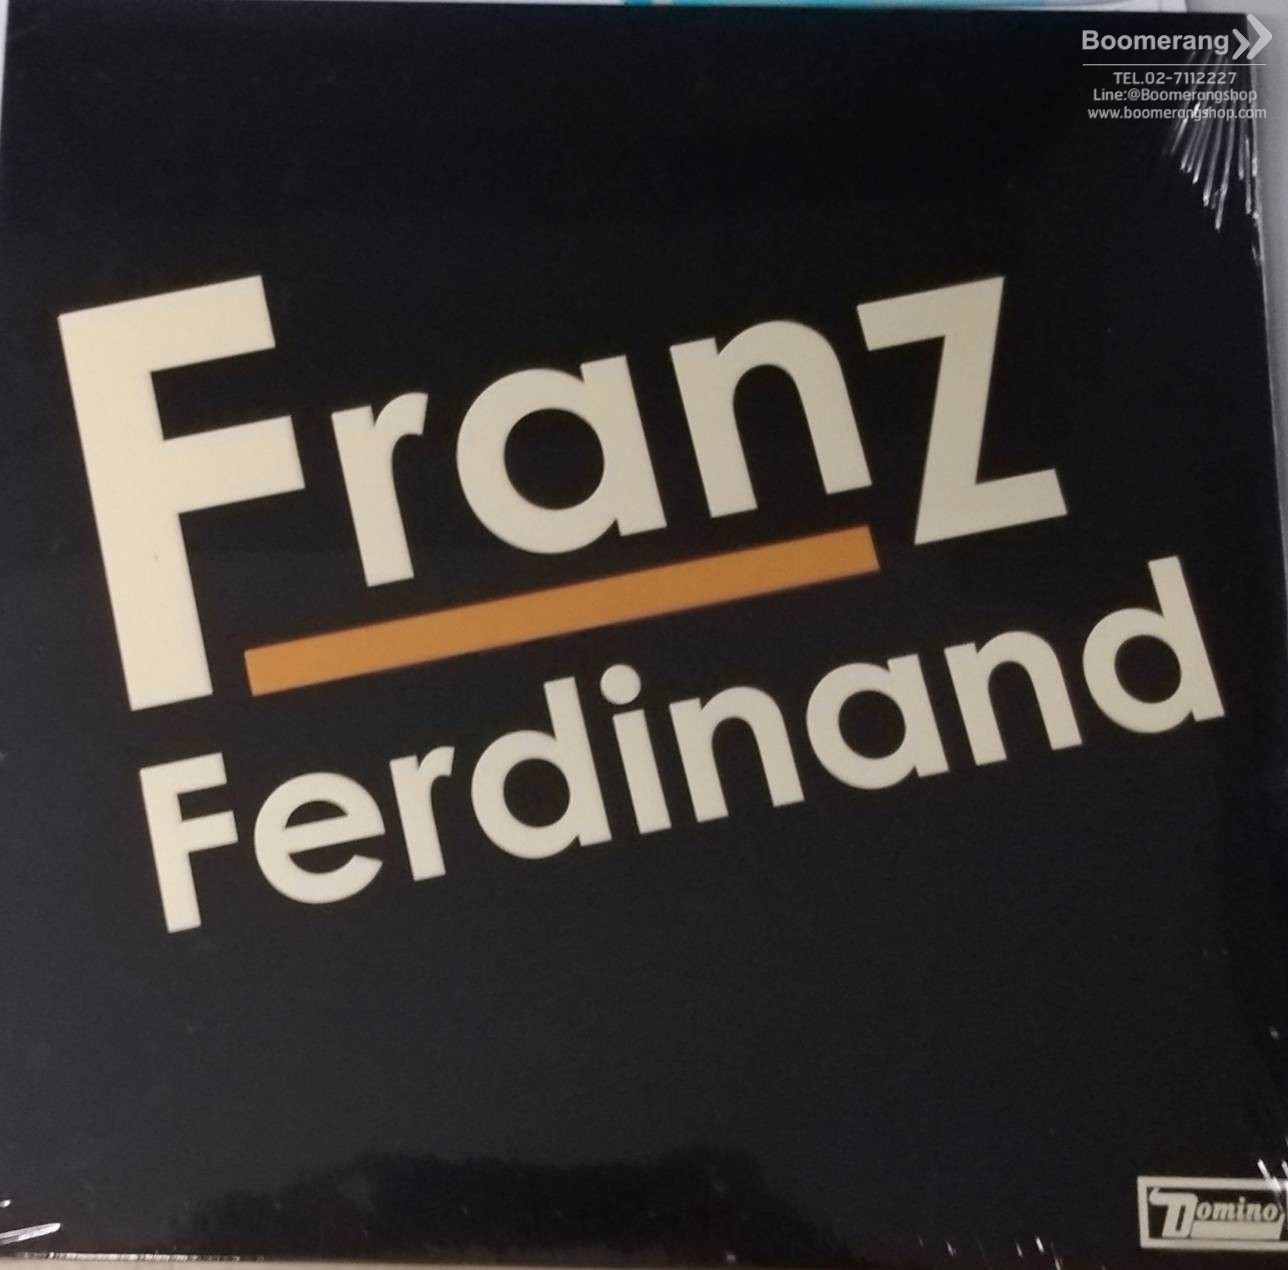 Boomerang
TEL.02-7112227
Line:@Boomerangshop
www.boomerangshop.com
Franz
Ferdinand
Domino